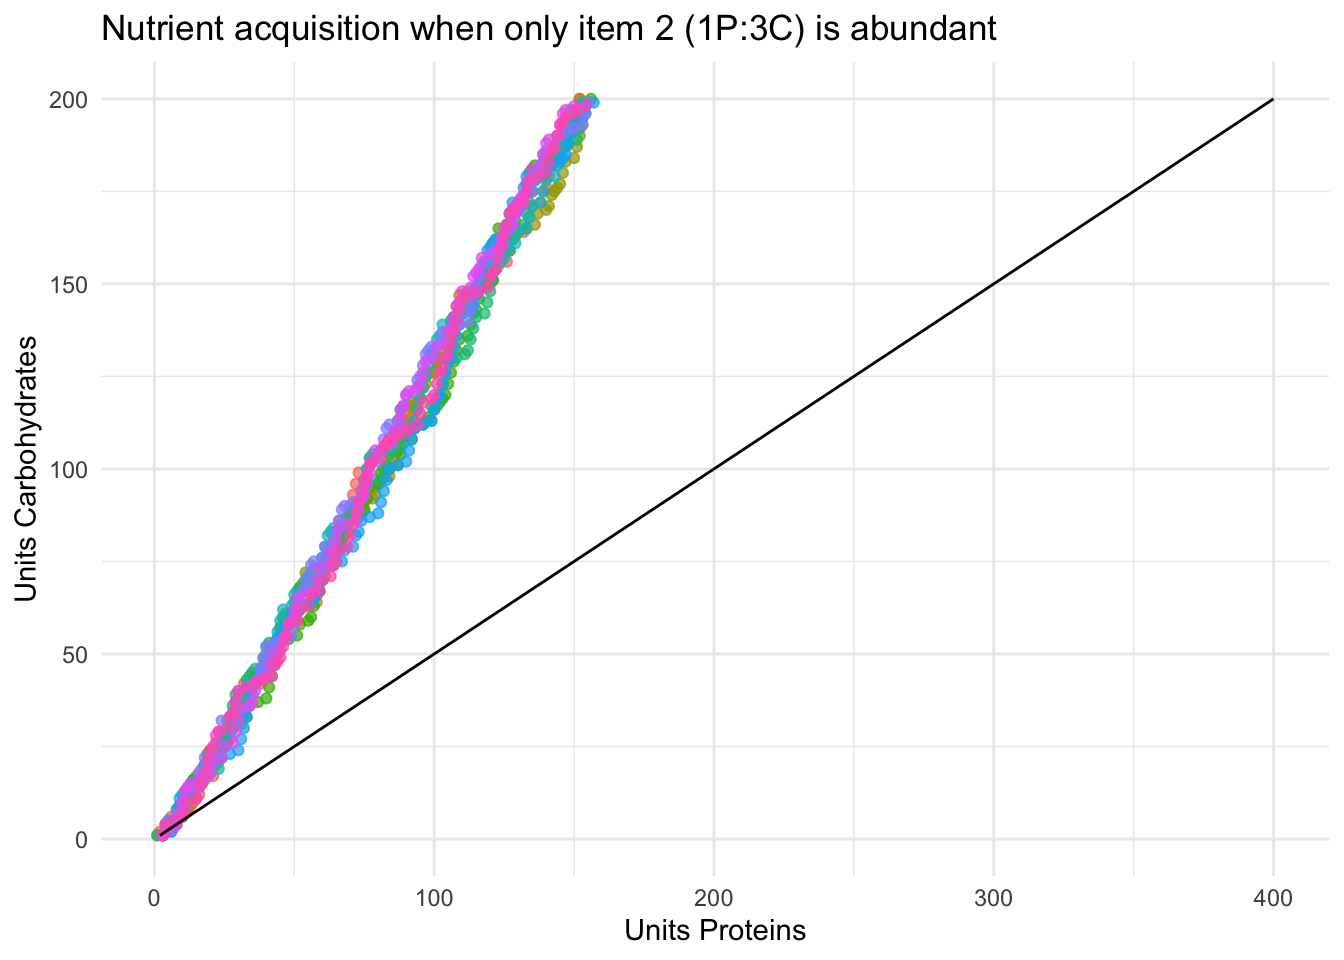 Nutrient acquisition when only item 2 (1P:3C) is abundant
200
150
100
50
0
Units Carbohydrates
0 100 200 300 400
Units Proteins